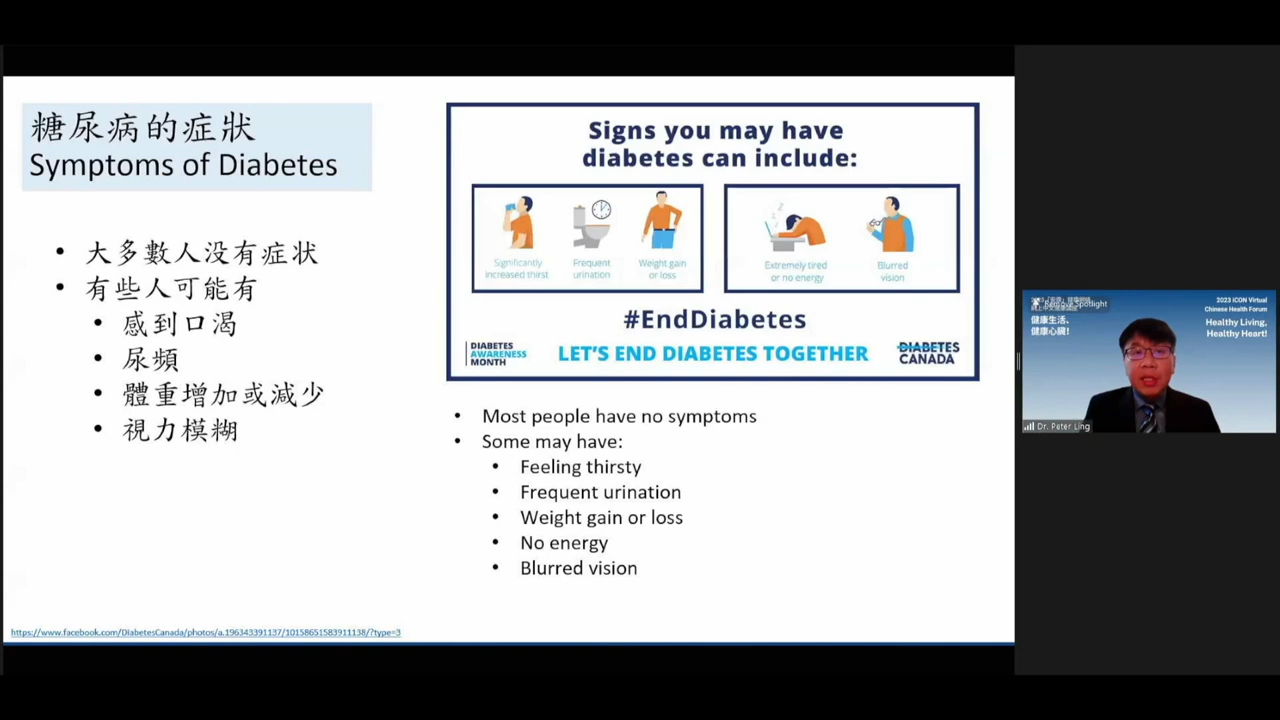 糖尿病的症狀
Symptoms of Diabetes
• 大多數人没有症状
• 有些人可能有
• 感到口渴
• 尿頻
• 體重增加或減少
• 視力模糊
Signs you may have
diabetes can include:
Significantly
increased thirst
Frequent
urination
Weight gain
or loss
Extremely tired
or no energy
Blurred
vision
#EndDiabetes
DIABETES
AWARENESS
MONTH
LET'S END DIABETES TOGETHER
DIABETES
CANADA
• Most people have no symptoms
• Some may have:
• Feeling thirsty
• Frequent urination
• Weight gain or loss
• No energy
• Blurred vision
https://www.facebook.com/DiabetesCanada/photos/a.196343391137/10158651583911138/?type=3
Spotlight
健康生活、
健康心臟!
2023 iCON Virtual
Chinese Health Forum
Healthy Living,
Healthy Heart!
Dr. Peter Ling